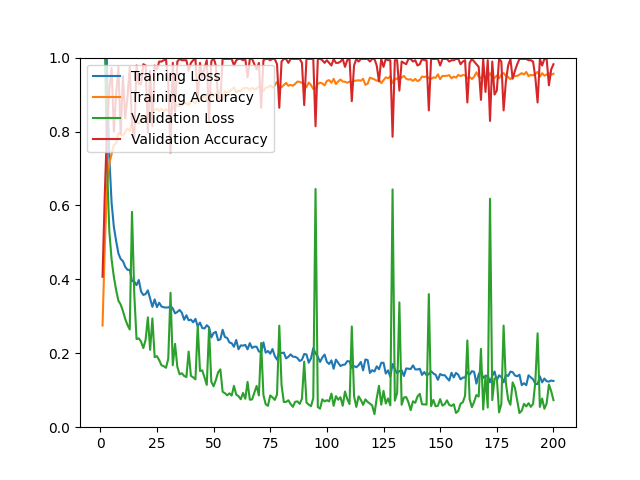 1.0
0.8
0.6
0.4
0.2
0.0
Training Loss
Training Accuracy
Validation Loss
Validation Accuracy
0 25 50 75 100 125 150 175 200